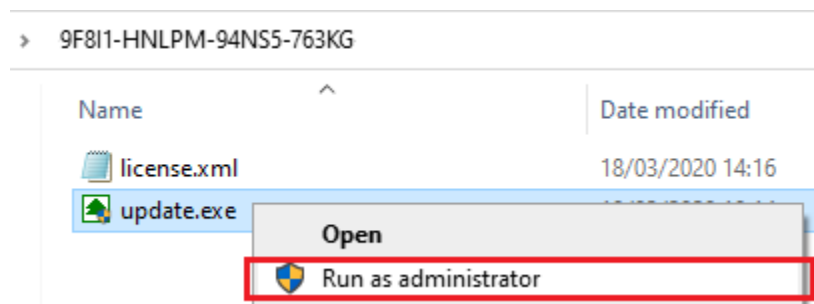 9F8I1-HNLPM-94NS5-763KG
Name Date modified
license.xml 18/03/2020 14:16
update.exe
Open
Run as administrator